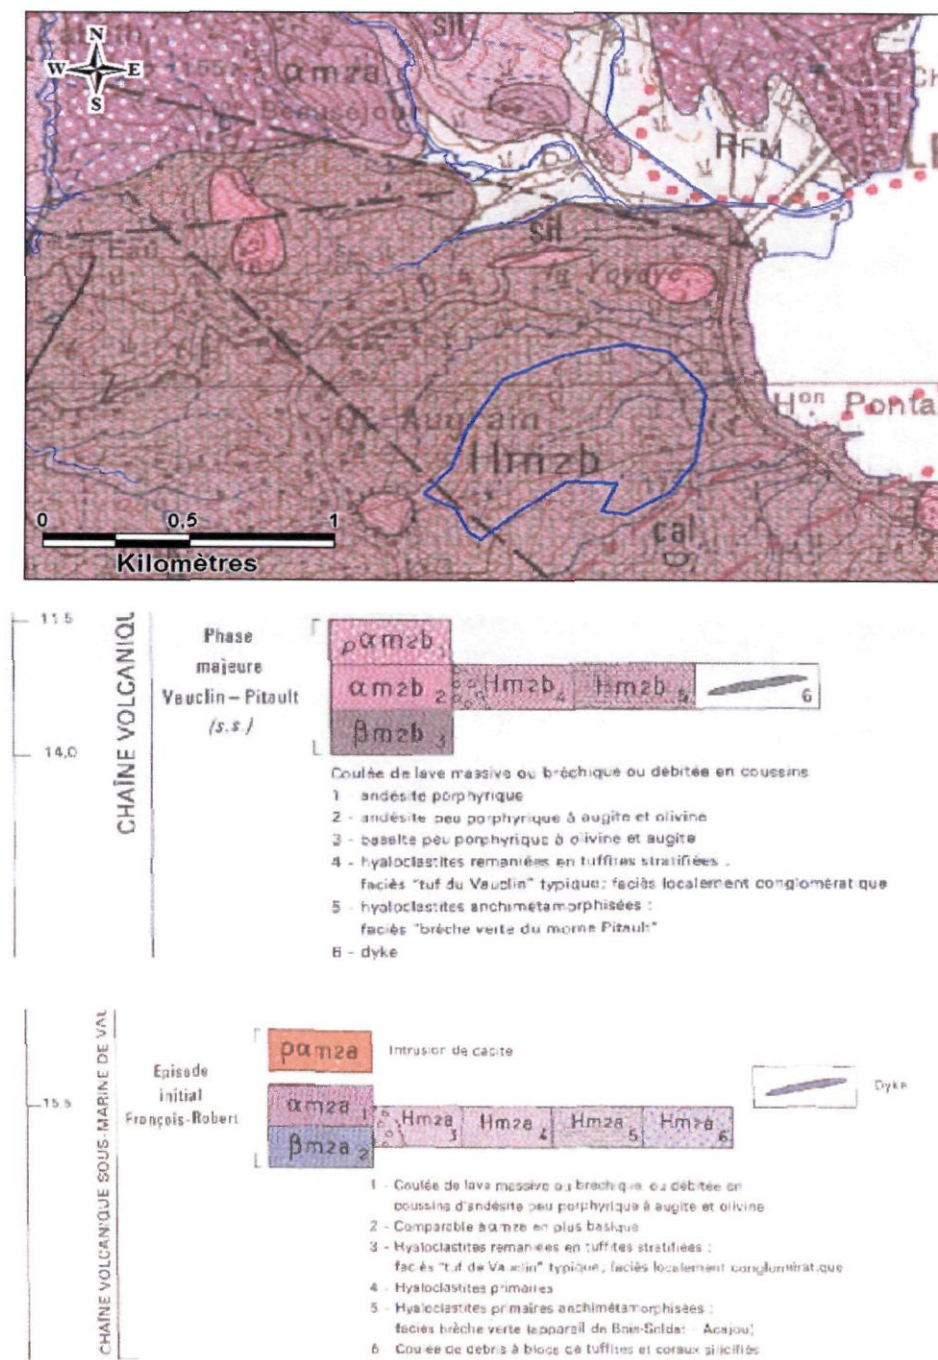 sil
N
W E
S
αm2a
Beauséjour
RFM
sil
la Yoyaye
Hon Ponta
Hm2b
cal
0 0,5 1
Kilomètres
11,5
14,0
CHAÎNE VOLCANIQU
Phase
majeure
Vauclin – Pitault
(s.s.)
ραm2b 1
αm2b 2 Hm2b 4 Hm2b 5 6
βm2b 3
Coulée de lave massive ou bréchique ou débitée en coussins
1 - andésite porphyrique
2 - andésite peu porphyrique à augite et olivine
3 - basalte peu porphyrique à olivine et augite
4 - hyaloclastites remaniées en tuffites stratifiées :
faciès "tuf du Vauclin" typique; faciès localement conglomératique
5 - hyaloclastites anchimétamorphisées :
faciès "brèche verte du morne Pitault"
6 - dyke
15,5
CHAÎNE VOLCANIQUE SOUS-MARINE DE VAU
Episode
initial
François-Robert
ραm2a Intrusion de dacite
αm2a 1 Hm2a 3 Hm2a 4 Hm2a 5 Hm2a 6
βm2a 2
Dyke
1 - Coulée de lave massive ou bréchique ou débitée en
coussins d'andésite peu porphyrique à augite et olivine
2 - Comparable à αm2a en plus basique
3 - Hyaloclastites remaniées en tuffites stratifiées :
faciès "tuf de Vauclin" typique; faciès localement conglomératique
4 - Hyaloclastites primaires
5 - Hyaloclastites primaires anchimétamorphisées :
faciès brèche verte (appareil de Bois-Soldat - Acajou)
6 Coulée de débris à blocs de tuffites et coraux silicifiés